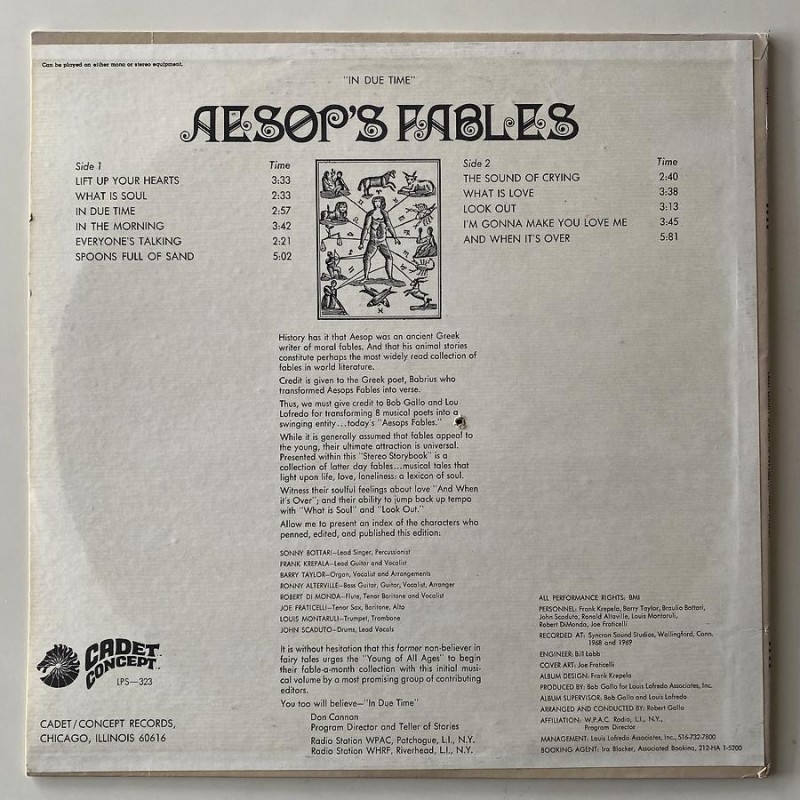 Can be played on either mono or stereo equipment.
"IN DUE TIME"
AESOP'S FABLES
Side 1 Time
LIFT UP YOUR HEARTS 3:33
WHAT IS SOUL 2:33
IN DUE TIME 2:57
IN THE MORNING 3:42
EVERYONE'S TALKING 2:21
SPOONS FULL OF SAND 5:02
Side 2 Time
THE SOUND OF CRYING 2:40
WHAT IS LOVE 3:38
LOOK OUT 3:13
I'M GONNA MAKE YOU LOVE ME 3:45
AND WHEN IT'S OVER 5:81
History has it that Aesop was an ancient Greek
writer of moral fables. And that his animal stories
constitute perhaps the most widely read collection of
fables in world literature.
Credit is given to the Greek poet, Babrius who
transformed Aesops Fables into verse.
Thus, we must give credit to Bob Gallo and Lou
Lofredo for transforming 8 musical poets into a
swinging entity...today's "Aesops Fables."
While it is generally assumed that fables appeal to
the young, their ultimate attraction is universal.
Presented within this "Stereo Storybook" is a
collection of latter day fables...musical tales that
light upon life, love, loneliness: a lexicon of soul.
Witness their soulful feelings about love "And When
it's Over"; and their ability to jump back up tempo
with "What is Soul" and "Look Out."
Allow me to present an index of the characters who
penned, edited, and published this edition:
SONNY BOTTARI—Lead Singer, Percussionist
FRANK KREPALA—Lead Guitar and Vocalist
BARRY TAYLOR—Organ, Vocalist and Arrangements
RONNY ALTERVILLE—Bass Guitar, Guitar, Vocalist, Arranger
ROBERT DI MONDA—Flute, Tenor Baritone and Vocalist
JOE FRATICELLI—Tenor Sax, Baritone, Alto
LOUIS MONTARULI—Trumpet, Trombone
JOHN SCADUTO—Drums, Lead Vocals
It is without hesitation that this former non-believer in
fairy tales urges the "Young of All Ages" to begin
their fable-a-month collection with this initial musi-
cal volume by a most promising group of contributing
editors.
You too will believe—"In Due Time"
Don Cannon
Program Director and Teller of Stories
Radio Station WPAC, Patchogue, L.I., N.Y.
Radio Station WHRF, Riverhead, L.I., N.Y.
CADET
CONCEPT
LPS—323
CADET/CONCEPT RECORDS,
CHICAGO, ILLINOIS 60616
ALL PERFORMANCE RIGHTS: BMI
PERSONNEL: Frank Krepela, Barry Taylor, Braulio Bottari,
John Scaduto, Ronald Altaville, Louis Montaruli,
Robert DiMonda, Joe Fraticelli
RECORDED AT: Syncron Sound Studios, Wallingford, Conn.
1968 and 1969
ENGINEER: Bill Labb
COVER ART: Joe Fraticelli
ALBUM DESIGN: Frank Krepela
PRODUCED BY: Bob Gallo for Louis Lofredo Associates, Inc.
ALBUM SUPERVISOR: Bob Gallo and Louis Lofredo
ARRANGED AND CONDUCTED BY: Robert Gallo
AFFILIATION: W.P.A.C. Radio, L.I., N.Y.,
Program Director
MANAGEMENT: Louis Lofredo Associates, Inc., 516-732-7800
BOOKING AGENT: Ira Blacker, Associated Booking, 212-HA 1-5200